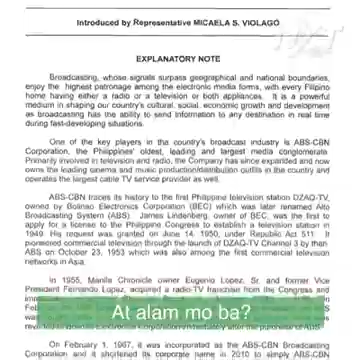 Introduced by Representative MICAELA S. VIOLAGO
EXPLANATORY NOTE
Broadcasting, whose signals surpass geographical and national boundaries,
enjoy the highest patronage among the electronic media forms, with every Filipino
home having either a radio or a television or both appliances. It is a powerful
medium in shaping our country's cultural, social, economic growth and development
as broadcasting has the ability to send information to any destination in real time
during fast-developing situations.
One of the key players in the country's broadcast industry is ABS-CBN
Corporation, the Philippines' oldest, leading and largest media conglomerate.
Primarily involved in television and radio, the Company has since expanded and now
owns the leading cinema and music production/distribution outfits in the country and
operates the largest cable TV service provider as well.
ABS-CBN traces its history to the first Philippine television station DZAQ-TV,
owned by Bolinao Electronics Corporation (BEC) which was later renamed Alto
Broadcasting System (ABS). James Lindenberg, owner of BEC, was the first to
apply for a license to the Philippine Congress to establish a television station in
1949. His request was granted on June 14, 1950, under Republic Act 511. It
pioneered commercial television through the launch of DZAQ-TV Channel 3 by then
ABS on October 23, 1953 which was also among the first commercial television
networks in Asia.
In 1955, Manila Chronicle owner Eugenio Lopez, Sr. and former Vice
President Fernando Lopez, acquired a radio-TV franchise from the Congress and
At alam mo ba?
On February 1, 1967, it was incorporated as the ABS-CBN Broadcasting
Corporation and it shortened its corporate name in 2010 to simply ABS-CBN